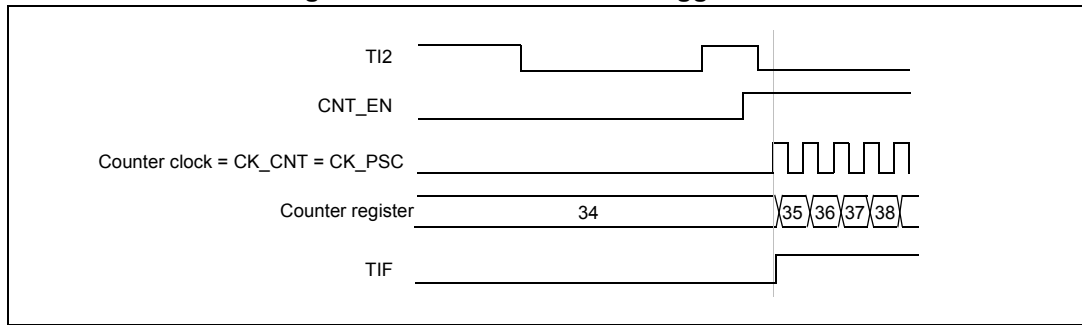 TI2
CNT_EN
Counter clock = CK_CNT = CK_PSC
Counter register 34 35 36 37 38
TIF